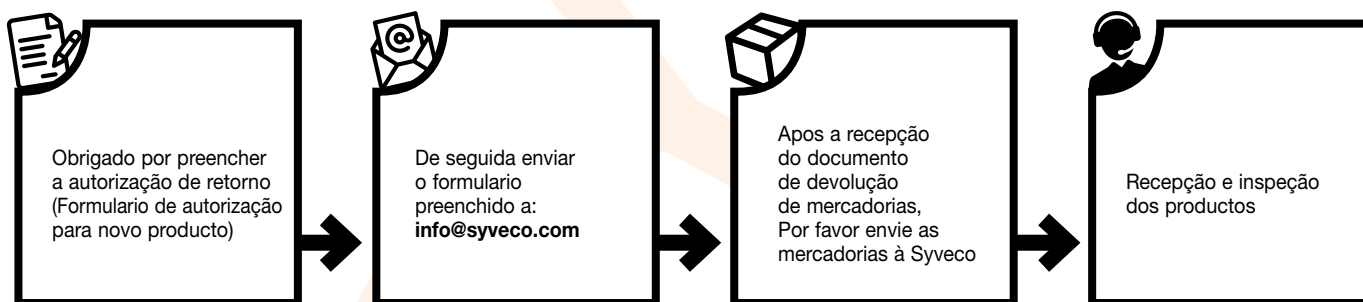 Obrigado por preencher
a autorização de retorno
(Formulario de autorização
para novo producto)
De seguida enviar
o formulario
preenchido a:
info@syveco.com
Apos a recepção
do documento
de devolução
de mercadorias,
Por favor envie as
mercadorias à Syveco
Recepção e inspeção
dos productos